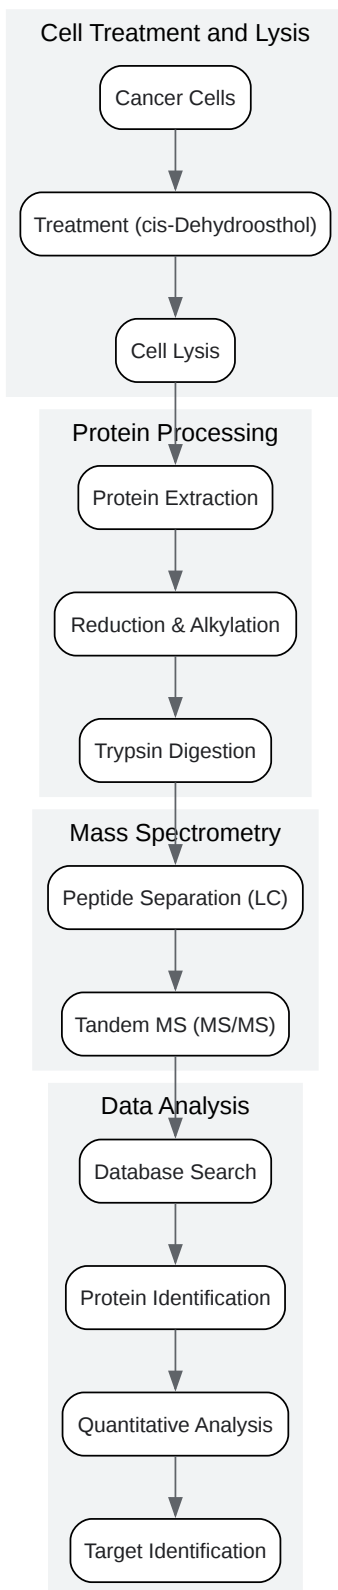 Cell Treatment and Lysis
Cancer Cells
Treatment (cis-Dehydroosthol)
Cell Lysis
Protein Processing
Protein Extraction
Reduction & Alkylation
Trypsin Digestion
Mass Spectrometry
Peptide Separation (LC)
Tandem MS (MS/MS)
Data Analysis
Database Search
Protein Identification
Quantitative Analysis
Target Identification